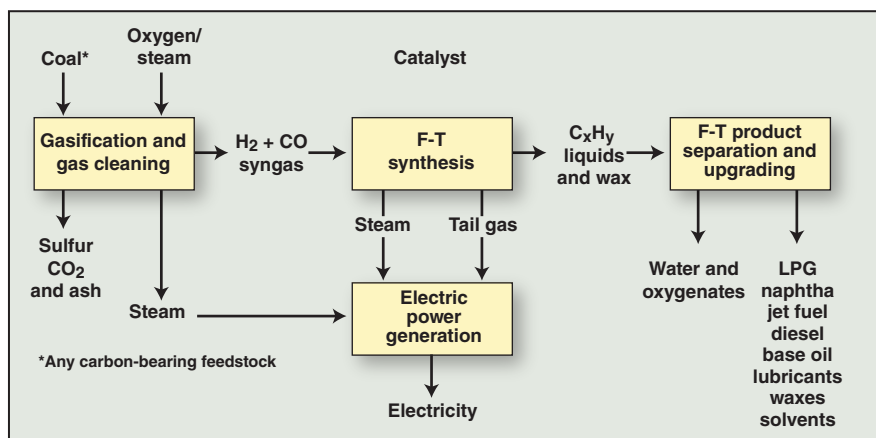 Coal*
Oxygen/
steam
Catalyst
Gasification and
gas cleaning
H2 + CO
syngas
F-T
synthesis
CxHy
liquids
and wax
F-T product
separation and
upgrading
Sulfur
CO2
and ash
Steam
Steam
Tail gas
Electric
power
generation
Electricity
Water and
oxygenates
LPG
naphtha
jet fuel
diesel
base oil
lubricants
waxes
solvents
*Any carbon-bearing feedstock